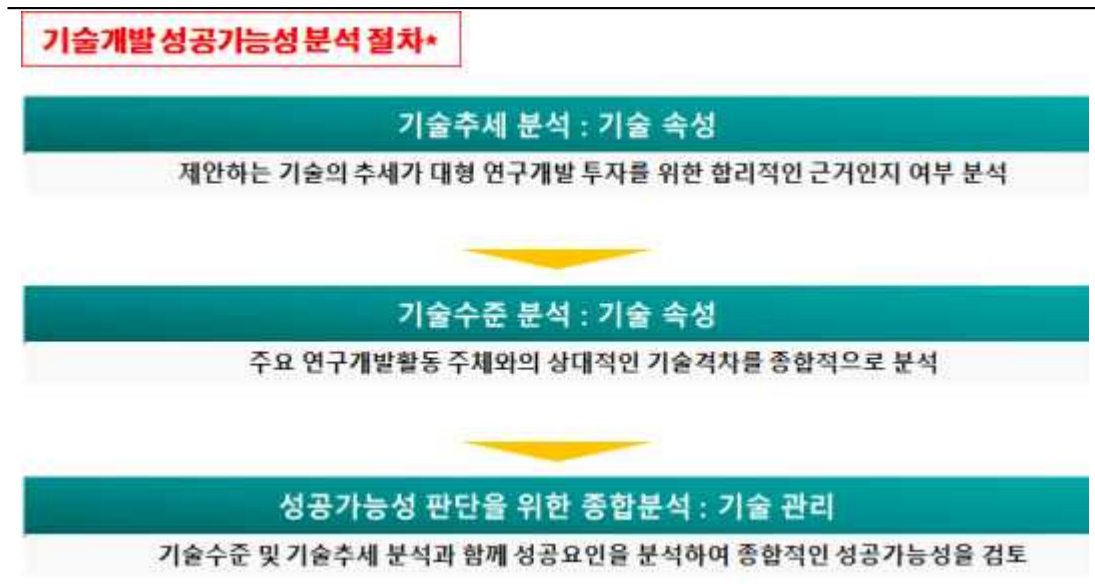 기술개발 성공가능성 분석 절차*
기술추세 분석 : 기술 속성
제안하는 기술의 추세가 대형 연구개발 투자를 위한 합리적인 근거인지 여부 분석
기술수준 분석 : 기술 속성
주요 연구개발활동 주체와의 상대적인 기술격차를 종합적으로 분석
성공가능성 판단을 위한 종합분석 : 기술 관리
기술수준 및 기술추세 분석과 함께 성공요인을 분석하여 종합적인 성공가능성을 검토